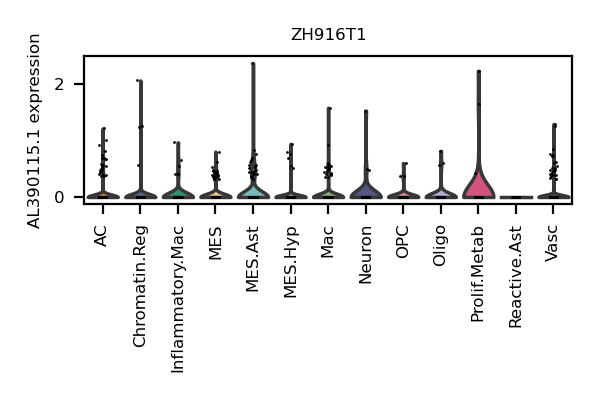 ZH916T1
AL390115.1 expression
2
0
AC
Chromatin.Reg
Inflammatory.Mac
MES
MES.Ast
MES.Hyp
Mac
Neuron
OPC
Oligo
Prolif.Metab
Reactive.Ast
Vasc